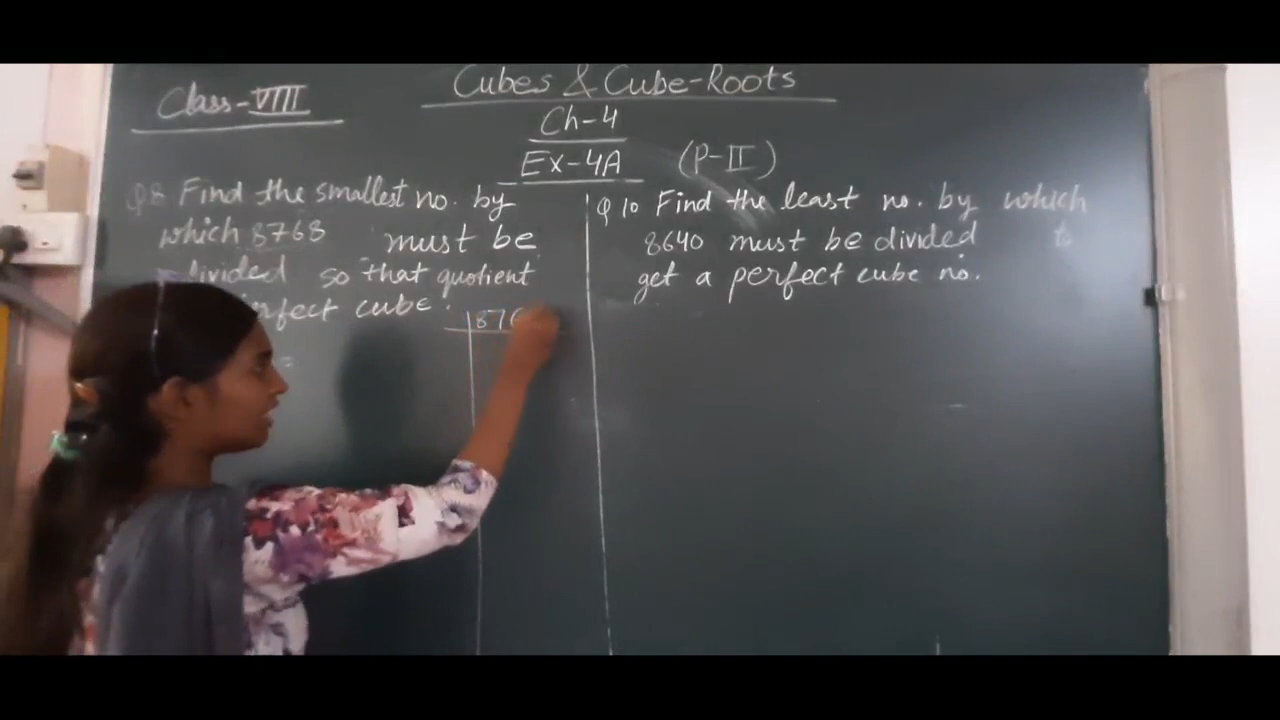 Cubes & Cube-Roots
Class-VIII
Ch-4
Ex-4A (P-II)
Q8 Find the smallest no. by
which 8768 must be
divided so that quotient
cube.
876
=
Q 10 Find the least no. by which
8640 must be divided to
get a perfect cube no.